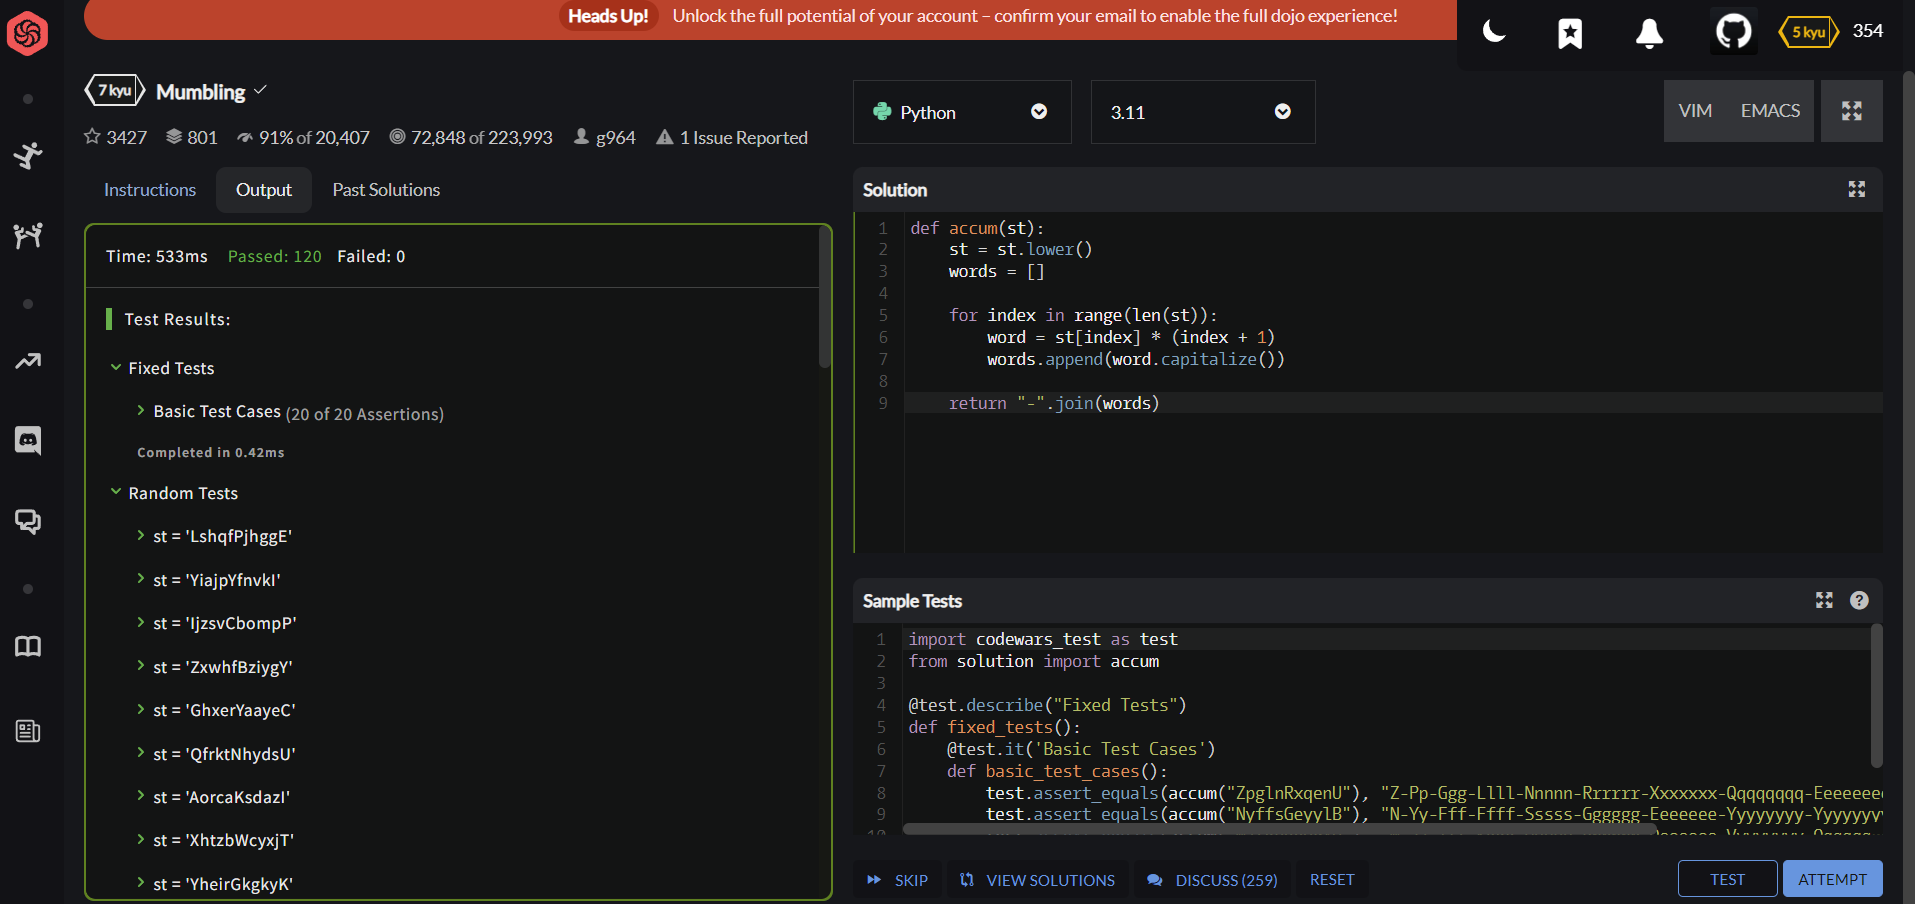 Heads Up! Unlock the full potential of your account – confirm your email to enable the full dojo experience!
5 kyu 354
7 kyu Mumbling
3427 801 91% of 20,407 72,848 of 223,993 g964 1 Issue Reported
Instructions Output Past Solutions
Time: 533ms Passed: 120 Failed: 0
Test Results:
Fixed Tests
Basic Test Cases (20 of 20 Assertions)
Completed in 0.42ms
Random Tests
st = 'LshqfPjhggE'
st = 'YiajpYfnvkI'
st = 'IjzsvCbompP'
st = 'ZxwhfBziygY'
st = 'GhxerYaayeC'
st = 'QfrktNhydsU'
st = 'AorcaKsdazI'
st = 'XhtzbWcyxjT'
st = 'YheirGkgkyK'
Python 3.11 VIM EMACS
Solution
1 def accum(st):
2     st = st.lower()
3     words = []
4
5     for index in range(len(st)):
6         word = st[index] * (index + 1)
7         words.append(word.capitalize())
8
9     return "-".join(words)
Sample Tests
1 import codewars_test as test
2 from solution import accum
3
4 @test.describe("Fixed Tests")
5 def fixed_tests():
6     @test.it('Basic Test Cases')
7     def basic_test_cases():
8         test.assert_equals(accum("ZpglnRxqenU"), "Z-Pp-Ggg-Llll-Nnnnn-Rrrrrr-Xxxxxxx-Qqqqqqqq-Eeeeeee
9         test.assert_equals(accum("NyffsGeyylB"), "N-Yy-Fff-Ffff-Sssss-Gggggg-Eeeeeee-Yyyyyyyy-Yyyyyy
10
SKIP VIEW SOLUTIONS DISCUSS (259) RESET TEST ATTEMPT